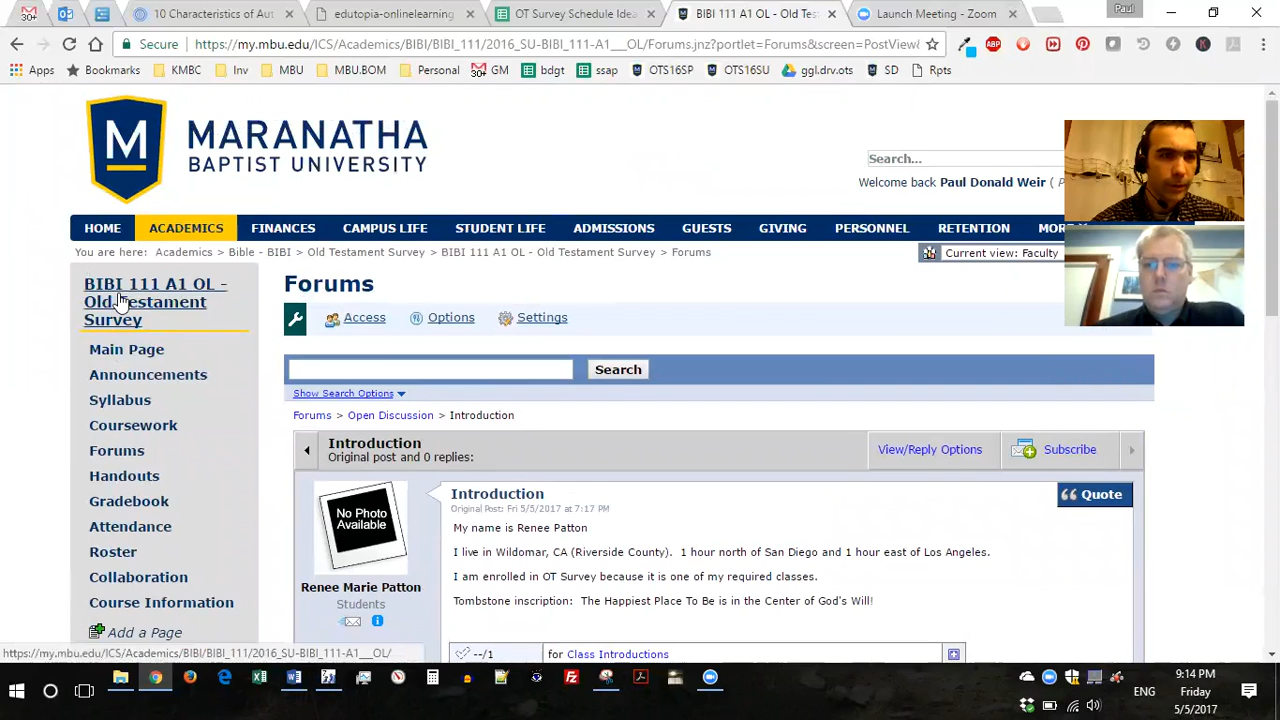 30+
10 Characteristics of Aut
edutopia-onlinelearning
OT Survey Schedule Idea
BIBI 111 A1 OL - Old Tes
Launch Meeting - Zoom
Paul
Secure
https://my.mbu.edu/ICS/Academics/BIBI/BIBI_111/2016_SU-BIBI_111-A1___OL/Forums.jnz?portlet=Forums&screen=PostView&
ABP
Apps
Bookmarks
KMBC
Inv
MBU
MBU.BOM
Personal
30+
GM
bdgt
ssap
OTS16SP
OTS16SU
ggl.drv.ots
SD
Rpts
M
MARANATHA
BAPTIST UNIVERSITY
Search...
Welcome back Paul Donald Weir
HOME
ACADEMICS
FINANCES
CAMPUS LIFE
STUDENT LIFE
ADMISSIONS
GUESTS
GIVING
PERSONNEL
RETENTION
You are here: Academics > Bible - BIBI > Old Testament Survey > BIBI 111 A1 OL - Old Testament Survey > Forums
Current view: Faculty
BIBI 111 A1 OL -
Old Testament
Survey
Main Page
Announcements
Syllabus
Coursework
Forums
Handouts
Gradebook
Attendance
Roster
Collaboration
Course Information
Add a Page
Forums
Access
Options
Settings
Search
Show Search Options
Forums > Open Discussion > Introduction
Introduction
Original post and 0 replies:
View/Reply Options
Subscribe
No Photo
Available
Renee Marie Patton
Students
Introduction
Original Post: Fri 5/5/2017 at 7:17 PM
Quote
My name is Renee Patton
I live in Wildomar, CA (Riverside County). 1 hour north of San Diego and 1 hour east of Los Angeles.
I am enrolled in OT Survey because it is one of my required classes.
Tombstone inscription: The Happiest Place To Be is in the Center of God's Will!
--/1
for Class Introductions
https://my.mbu.edu/ICS/Academics/BIBI/BIBI_111/2016_SU-BIBI_111-A1___OL/
ENG
9:14 PM
Friday
5/5/2017